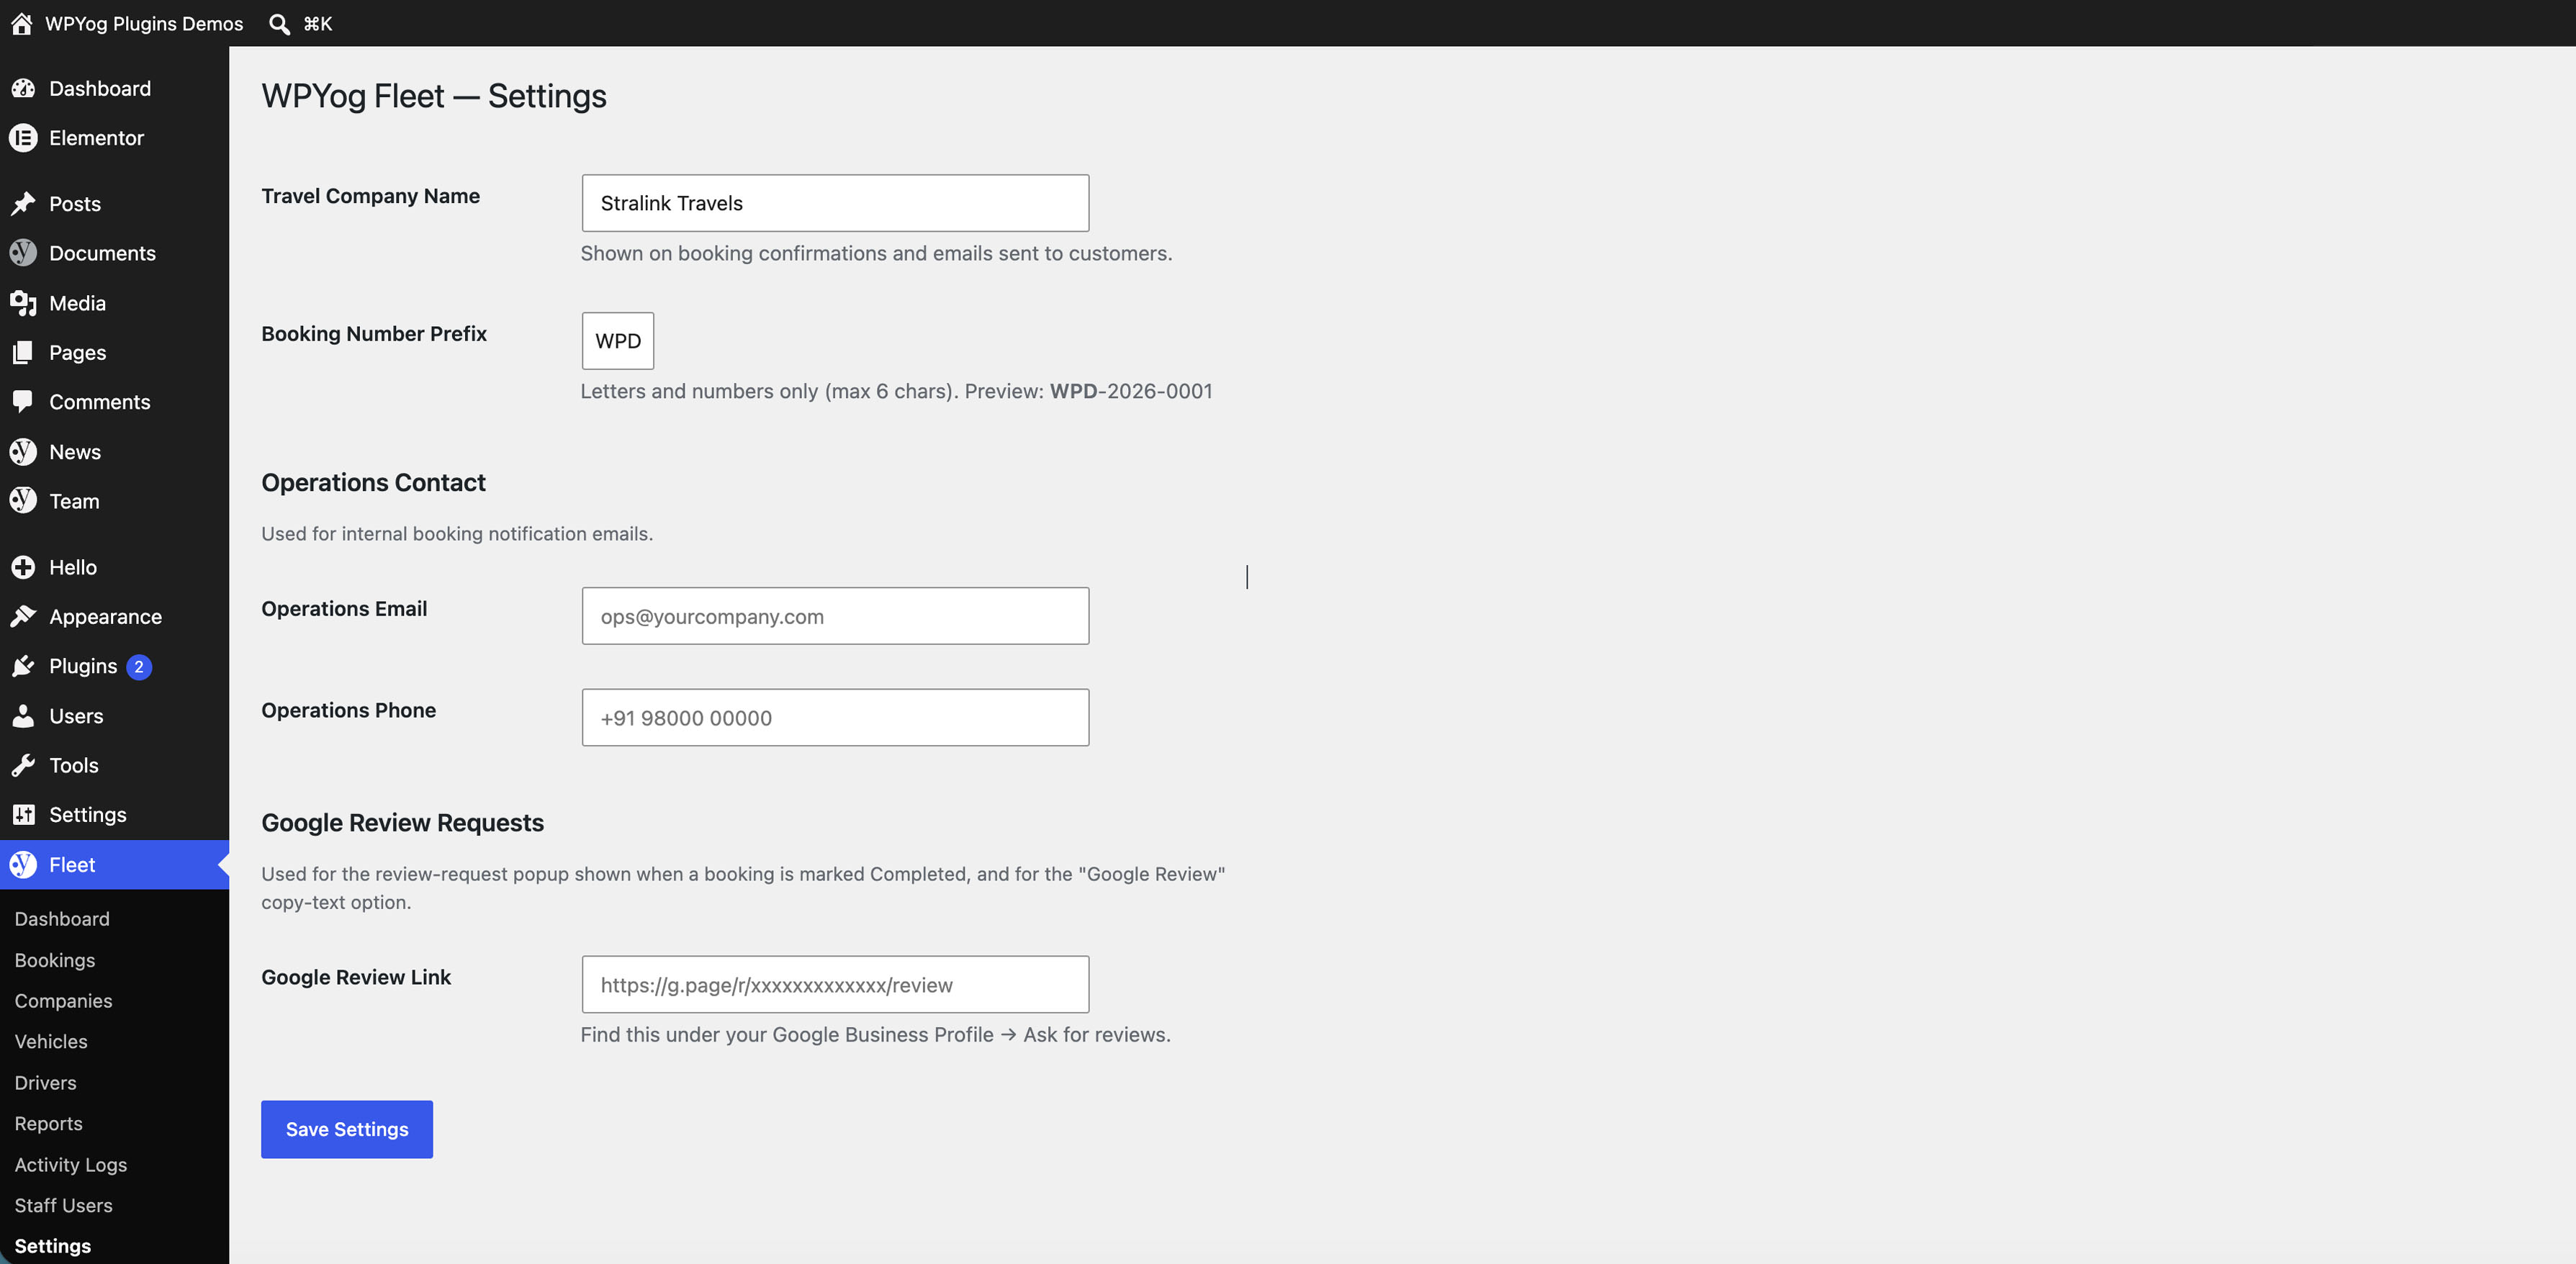 WPYog Plugins Demos ⌘K
Dashboard
Elementor
Posts
Documents
Media
Pages
Comments
News
Team
Hello
Appearance
Plugins 2
Users
Tools
Settings
Fleet
Dashboard
Bookings
Companies
Vehicles
Drivers
Reports
Activity Logs
Staff Users
Settings
WPYog Fleet — Settings
Travel Company Name
Stralink Travels
Shown on booking confirmations and emails sent to customers.
Booking Number Prefix
WPD
Letters and numbers only (max 6 chars). Preview: WPD-2026-0001
Operations Contact
Used for internal booking notification emails.
Operations Email
ops@yourcompany.com
Operations Phone
+91 98000 00000
Google Review Requests
Used for the review-request popup shown when a booking is marked Completed, and for the "Google Review"
copy-text option.
Google Review Link
https://g.page/r/xxxxxxxxxxxxx/review
Find this under your Google Business Profile → Ask for reviews.
Save Settings